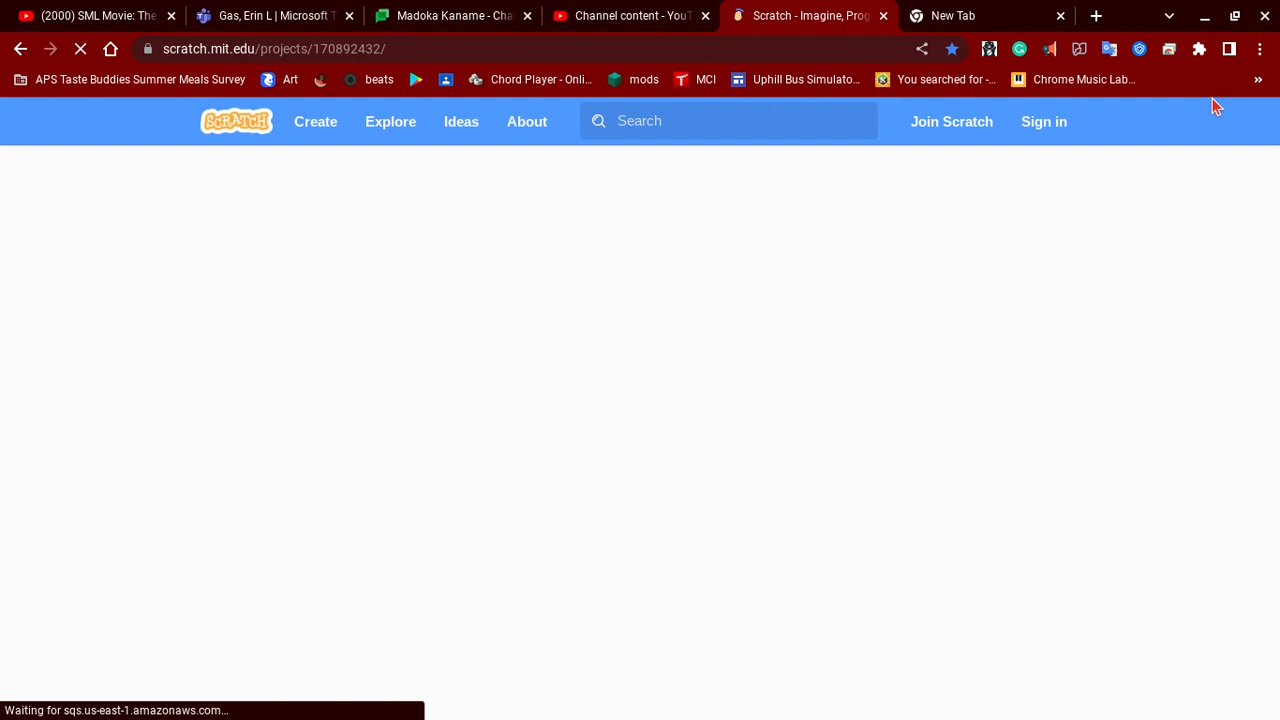 (2000) SML Movie: The
Gas, Erin L | Microsoft T
Madoka Kaname - Cha
Channel content - YouT
Scratch - Imagine, Prog
New Tab
scratch.mit.edu/projects/170892432/
APS Taste Buddies Summer Meals Survey
Art
beats
Chord Player - Onli...
mods
MCI
Uphill Bus Simulato...
You searched for -...
Chrome Music Lab...
SCRATCH
Create
Explore
Ideas
About
Search
Join Scratch
Sign in
Waiting for sqs.us-east-1.amazonaws.com...